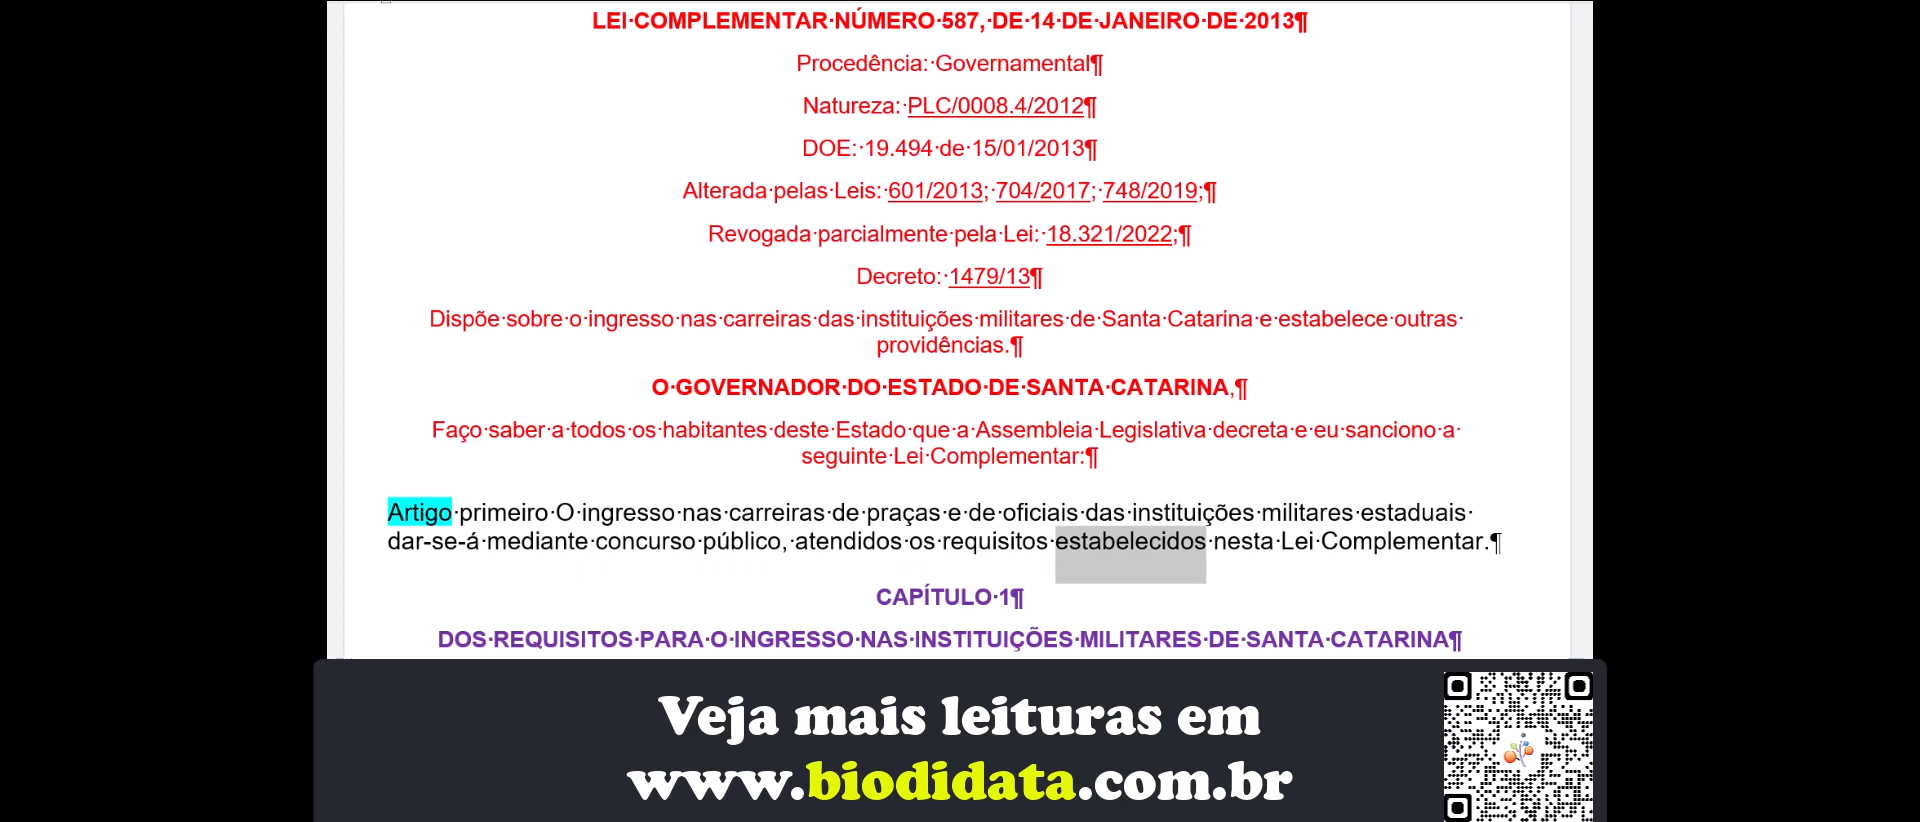 LEI COMPLEMENTAR NÚMERO 587, DE 14 DE JANEIRO DE 2013¶
Procedência: Governamental¶
Natureza: PLC/0008.4/2012¶
DOE: 19.494 de 15/01/2013¶
Alterada pelas Leis: 601/2013; 704/2017; 748/2019;¶
Revogada parcialmente pela Lei: 18.321/2022;¶
Decreto: 1479/13¶
Dispõe sobre o ingresso nas carreiras das instituições militares de Santa Catarina e estabelece outras
providências.¶
O GOVERNADOR DO ESTADO DE SANTA CATARINA,¶
Faço saber a todos os habitantes deste Estado que a Assembleia Legislativa decreta e eu sanciono a
seguinte Lei Complementar:¶
Artigo primeiro O ingresso nas carreiras de praças e de oficiais das instituições militares estaduais
dar-se-á mediante concurso público, atendidos os requisitos estabelecidos nesta Lei Complementar.¶
CAPÍTULO 1¶
DOS REQUISITOS PARA O INGRESSO NAS INSTITUIÇÕES MILITARES DE SANTA CATARINA¶
Veja mais leituras em
www.biodidata.com.br